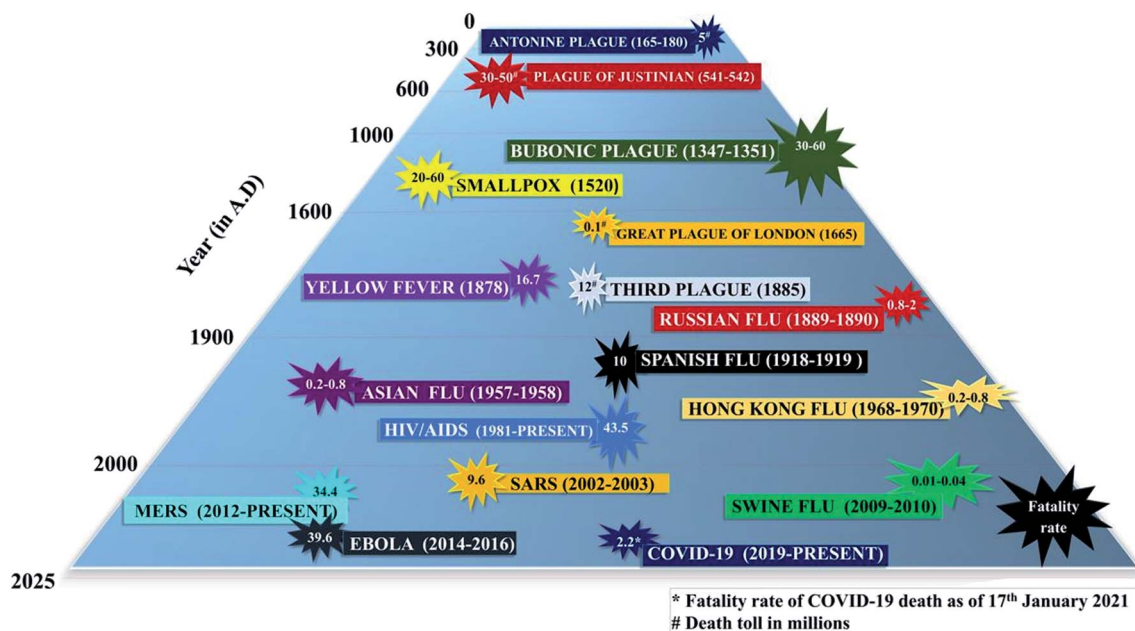 0
ANTONINE PLAGUE (165-180)
5#
300
30-50#
PLAGUE OF JUSTINIAN (541-542)
600
1000
BUBONIC PLAGUE (1347-1351)
30-60
20-60
SMALLPOX (1520)
Year (in A.D)
1600
0.1#
GREAT PLAGUE OF LONDON (1665)
YELLOW FEVER (1878)
16.7
12#
THIRD PLAGUE (1885)
0.8-2
RUSSIAN FLU (1889-1890)
1900
10
SPANISH FLU (1918-1919 )
0.2-0.8
ASIAN FLU (1957-1958)
0.2-0.8
HONG KONG FLU (1968-1970)
HIV/AIDS (1981-PRESENT)
43.5
2000
9.6
SARS (2002-2003)
0.01-0.04
SWINE FLU (2009-2010)
34.4
MERS (2012-PRESENT)
Fatality
rate
39.6
EBOLA (2014-2016)
2.2*
COVID-19 (2019-PRESENT)
2025
* Fatality rate of COVID-19 death as of 17th January 2021
# Death toll in millions